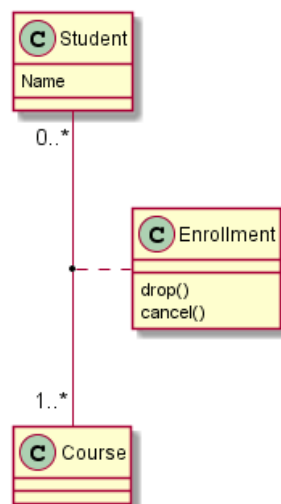 C Student
Name
0..*
C Enrollment
drop()
cancel()
1..*
C Course